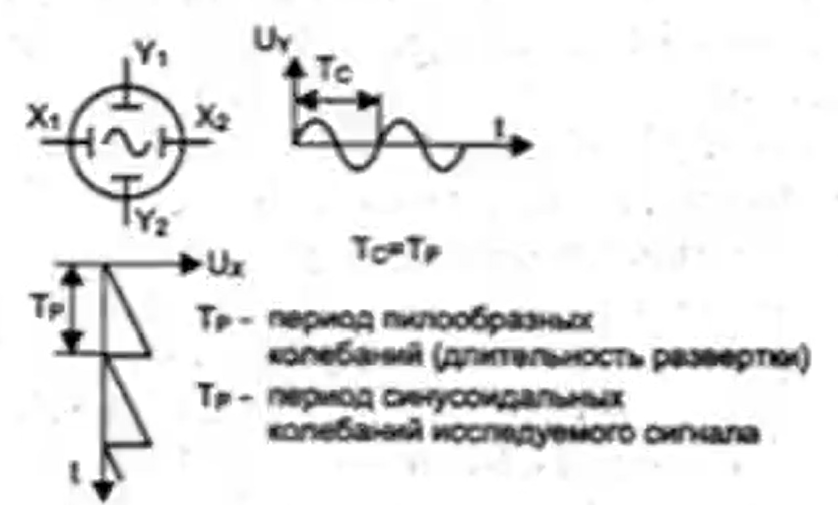 Y1
X1
X2
Y2
UY
TC
t
UX
TP
t
TC=TP
TP – период пилообразных
колебаний (длительность развертки)
TP – период синусоидальных
колебаний исследуемого сигнала